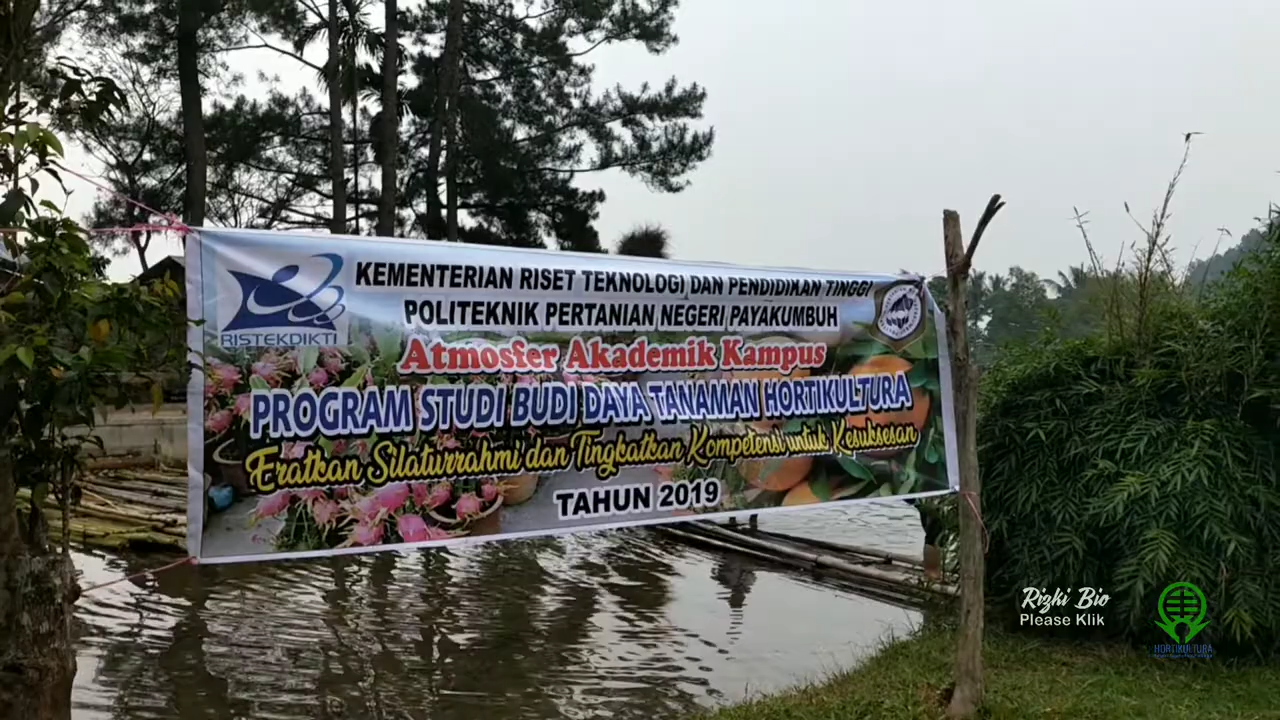 KEMENTERIAN RISET TEKNOLOGI DAN PENDIDIKAN TINGGI
POLITEKNIK PERTANIAN NEGERI PAYAKUMBUH
RISTEKDIKTI
Atmosfer Akademik Kampus
PROGRAM STUDI BUDI DAYA TANAMAN HORTIKULTURA
Eratkan Silaturrahmi dan Tingkatkan Kompetensi untuk Kesuksesan
TAHUN 2019
Rizki Bio
Please Klik
HORTIKULTURA